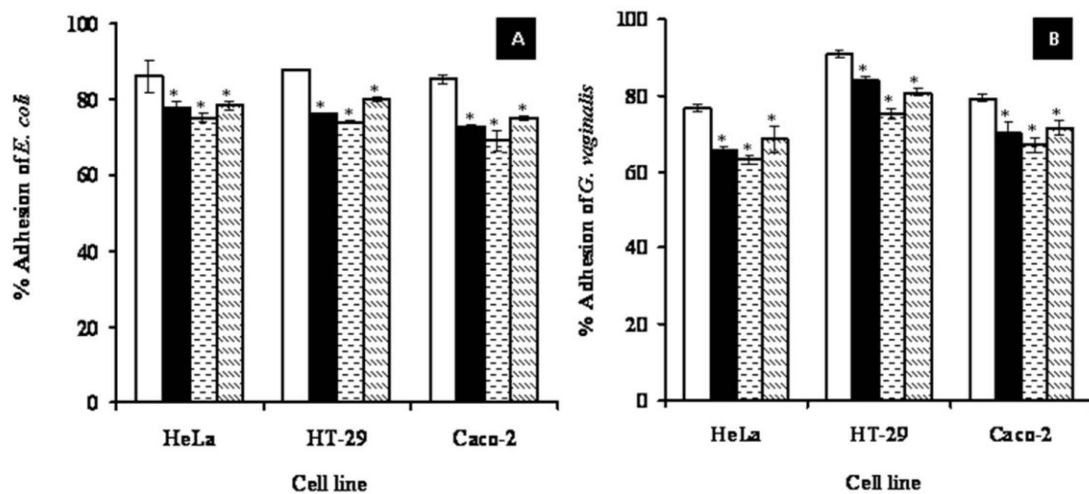 A
100
80
60
40
20
0
% Adhesion of E. coli
* * *
* * *
* * *
HeLa HT-29 Caco-2
Cell line
B
100
80
60
40
20
0
% Adhesion of G. vaginalis
* * *
* * *
* * *
HeLa HT-29 Caco-2
Cell line